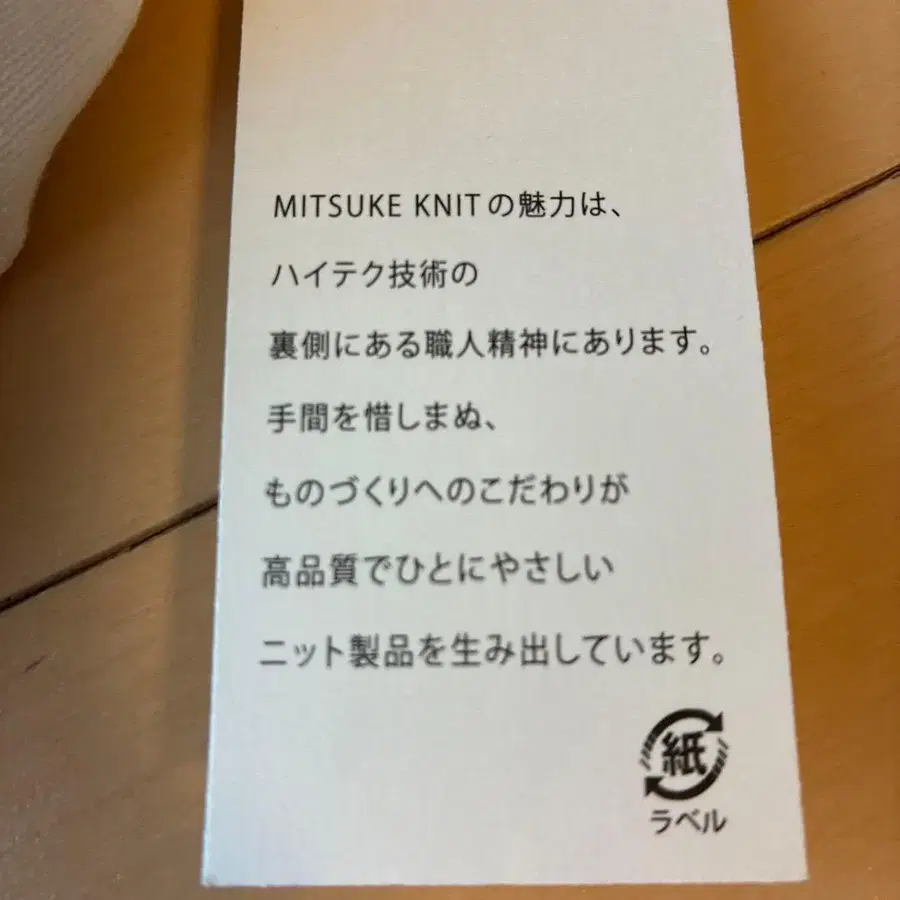 MITSUKE KNITの魅力は、
ハイテク技術の
裏側にある職人精神にあります。
手間を惜しまぬ、
ものづくりへのこだわりが
高品質でひとにやさしい
ニット製品を生み出しています。
紙
ラベル